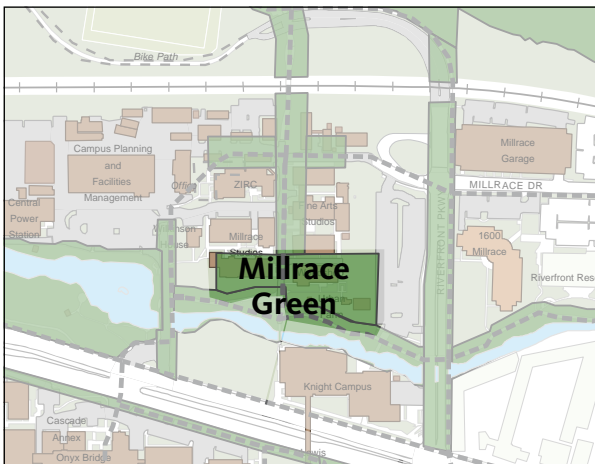 Bike Path
Campus Planning
and
Facilities
Management
Millrace
Garage
Office
ZIRC
MILLRACE DR
Central
Power
Station
Fine Arts
Studios
RIVERFRONT PKWY
Millrace
Studios
House
1600
Millrace
Riverfront Res
Millrace
Green
Knight Campus
Cascade
Annex
Onyx Bridge